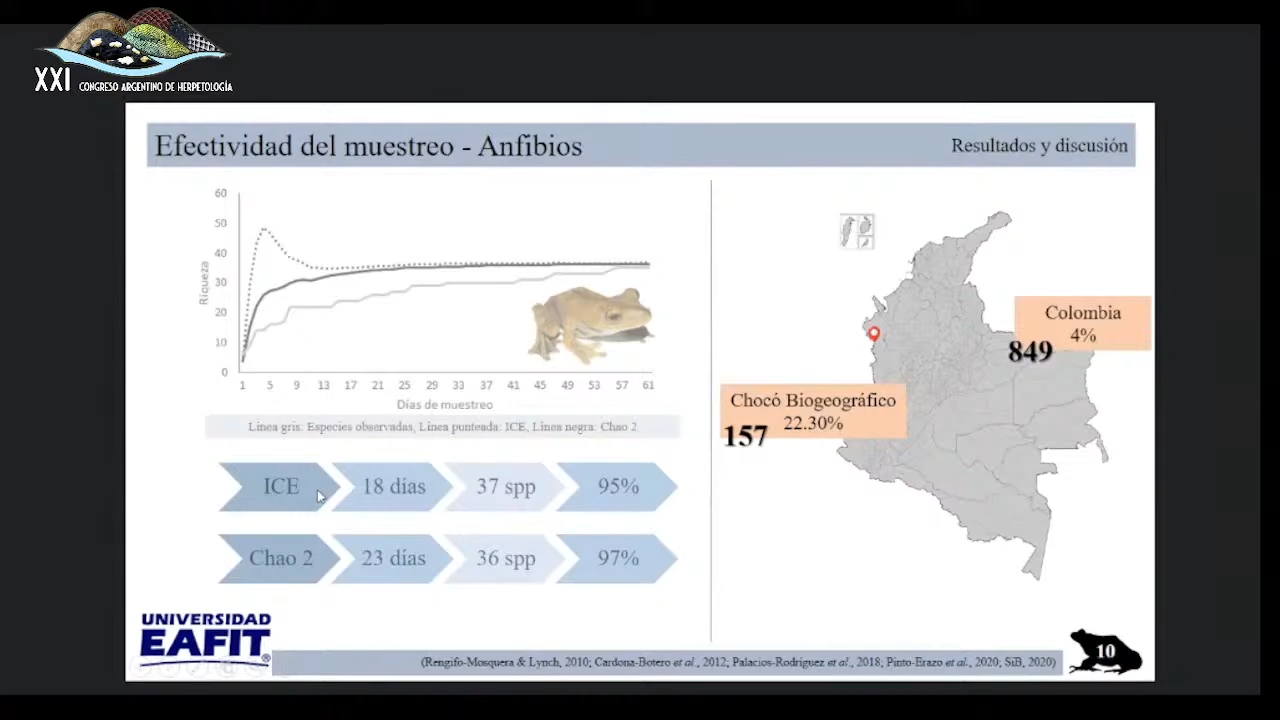 XXI CONGRESO ARGENTINO DE HERPETOLOGÍA
Efectividad del muestreo - Anfibios
Resultados y discusión
60
50
40
30
20
10
0
Riqueza
1 5 9 13 17 21 25 29 33 37 41 45 49 53 57 61
Días de muestreo
Línea gris: Especies observadas, Línea punteada: ICE, Línea negra: Chao 2
ICE 18 días 37 spp 95%
Chao 2 23 días 36 spp 97%
Colombia
4%
849
Chocó Biogeográfico
22.30%
157
UNIVERSIDAD
EAFIT®
(Rengifo-Mosquera & Lynch, 2010; Cardona-Botero et al., 2012; Palacios-Rodríguez et al., 2018; Pinto-Erazo et al., 2020; SiB, 2020)
10